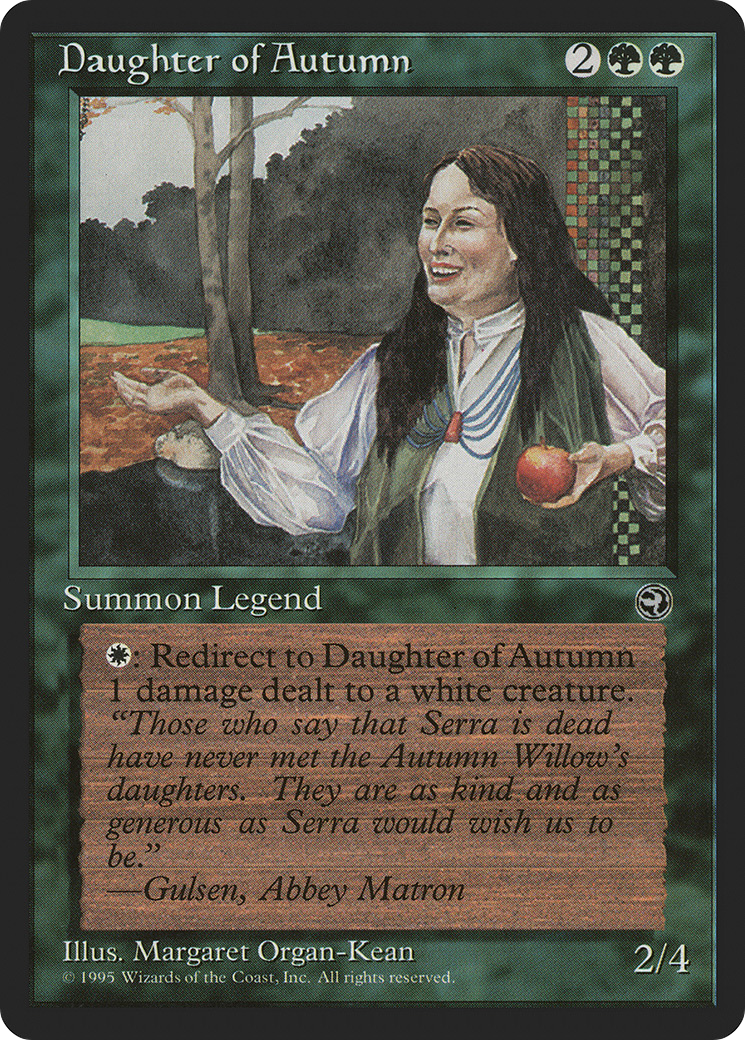 Daughter of Autumn 2
Summon Legend
: Redirect to Daughter of Autumn
1 damage dealt to a white creature.
“Those who say that Serra is dead
have never met the Autumn Willow’s
daughters. They are as kind and as
generous as Serra would wish us to
be.”
—Gulsen, Abbey Matron
Illus. Margaret Organ-Kean
2/4
© 1995 Wizards of the Coast, Inc. All rights reserved.